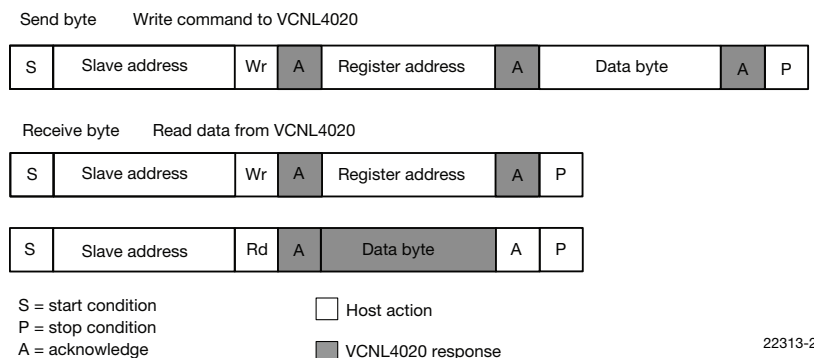 Send byte Write command to VCNL4020
S Slave address Wr A Register address A Data byte A P
Receive byte Read data from VCNL4020
S Slave address Wr A Register address A P
S Slave address Rd A Data byte A P
S = start condition
P = stop condition
A = acknowledge
Host action
VCNL4020 response
22313-2